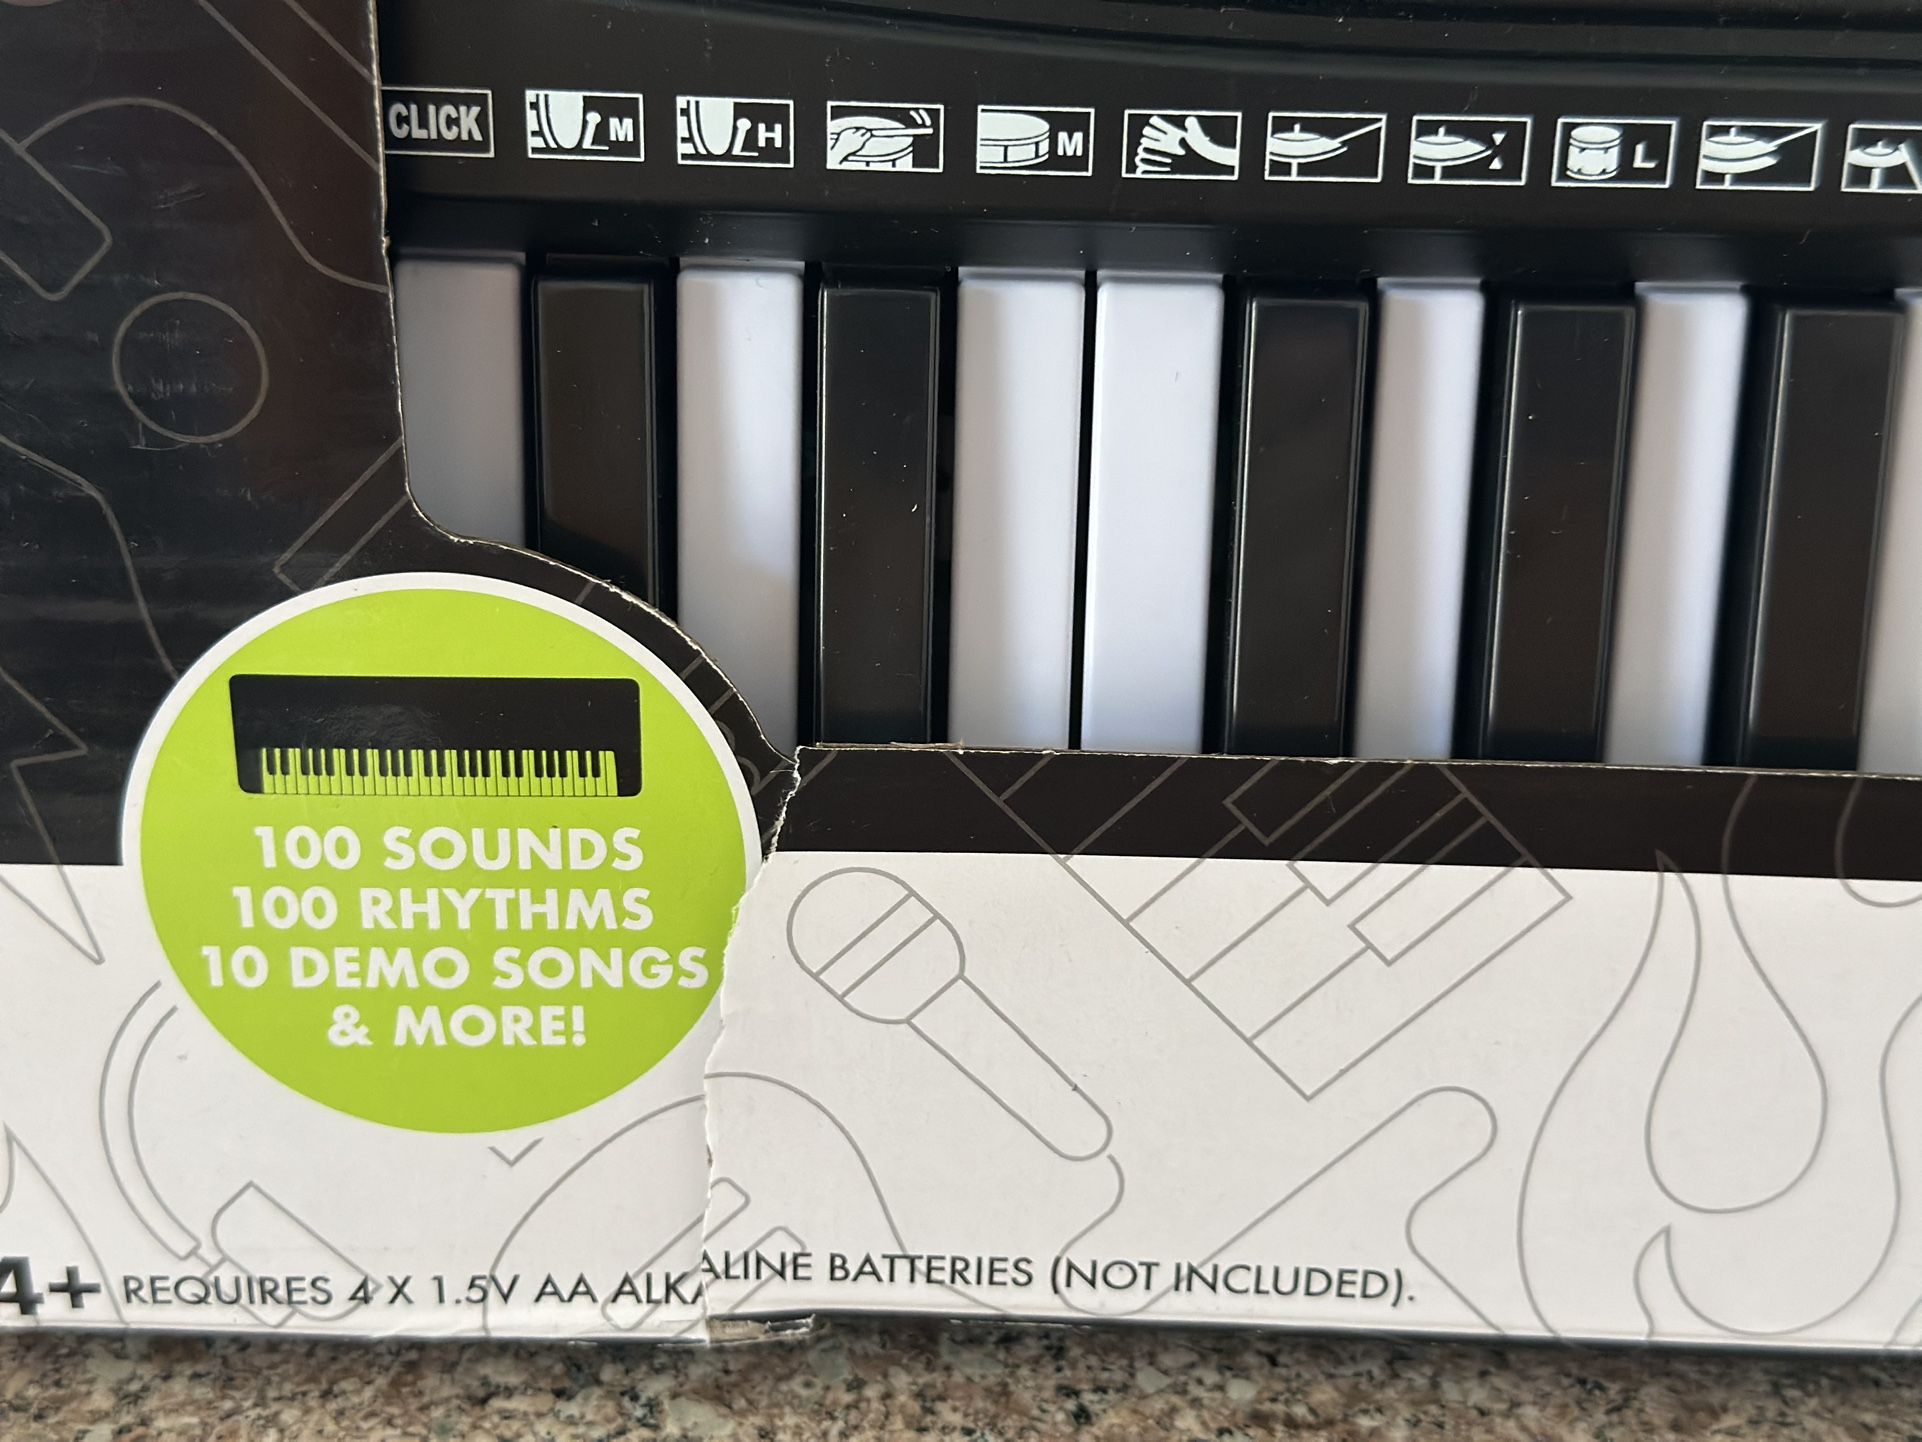 CLICK
M
H
M
L
100 SOUNDS
100 RHYTHMS
10 DEMO SONGS
& MORE!
4+ REQUIRES 4 X 1.5V AA ALKALINE BATTERIES (NOT INCLUDED).